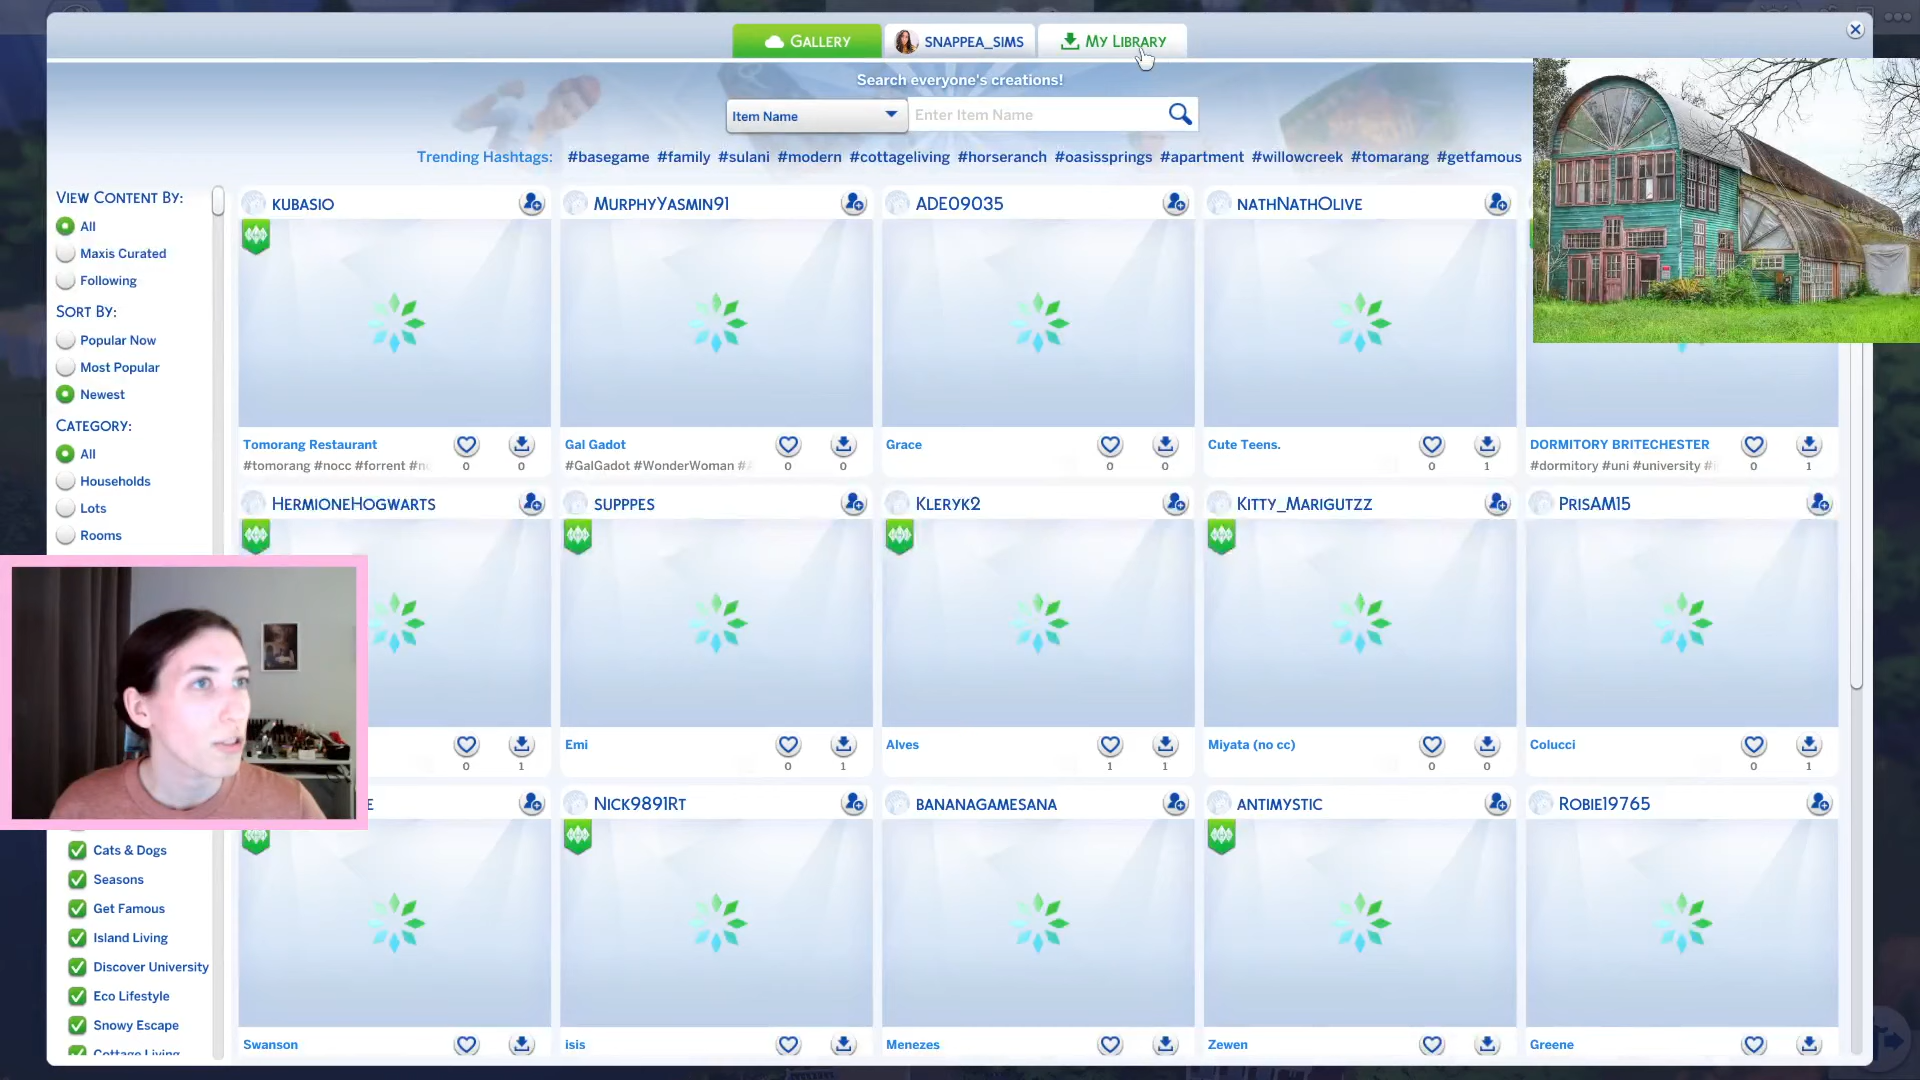 GALLERY
SNAPPEA_SIMS
MY LIBRARY
Search everyone's creations!
Item Name
Enter Item Name
Trending Hashtags: #basegame #family #sulani #modern #cottageliving #horseranch #oasissprings #apartment #willowcreek #tomarang #getfamous
VIEW CONTENT BY:
All
Maxis Curated
Following
SORT BY:
Popular Now
Most Popular
Newest
CATEGORY:
All
Households
Lots
Rooms
Cats & Dogs
Seasons
Get Famous
Island Living
Discover University
Eco Lifestyle
Snowy Escape
Cottage Living
KUBASIO
MURPHYYASMIN91
ADE09035
NATHNATHOLIVE
Tomorang Restaurant
0 0
#tomorang #nocc #forrent
Gal Gadot
0 0
#GalGadot #WonderWoman
Grace
0 0
Cute Teens.
0 1
DORMITORY BRITECHESTER
0 1
#dormitory #uni #university
HERMIONEHOGWARTS
SUPPPES
KLERYK2
KITTY_MARIGUTZZ
PRISAM15
0 1
Emi
0 1
Alves
1 1
Miyata (no cc)
0 0
Colucci
0 1
NICK9891RT
BANANAGAMESANA
ANTIMYSTIC
ROBIE19765
Swanson
isis
Menezes
Zewen
Greene